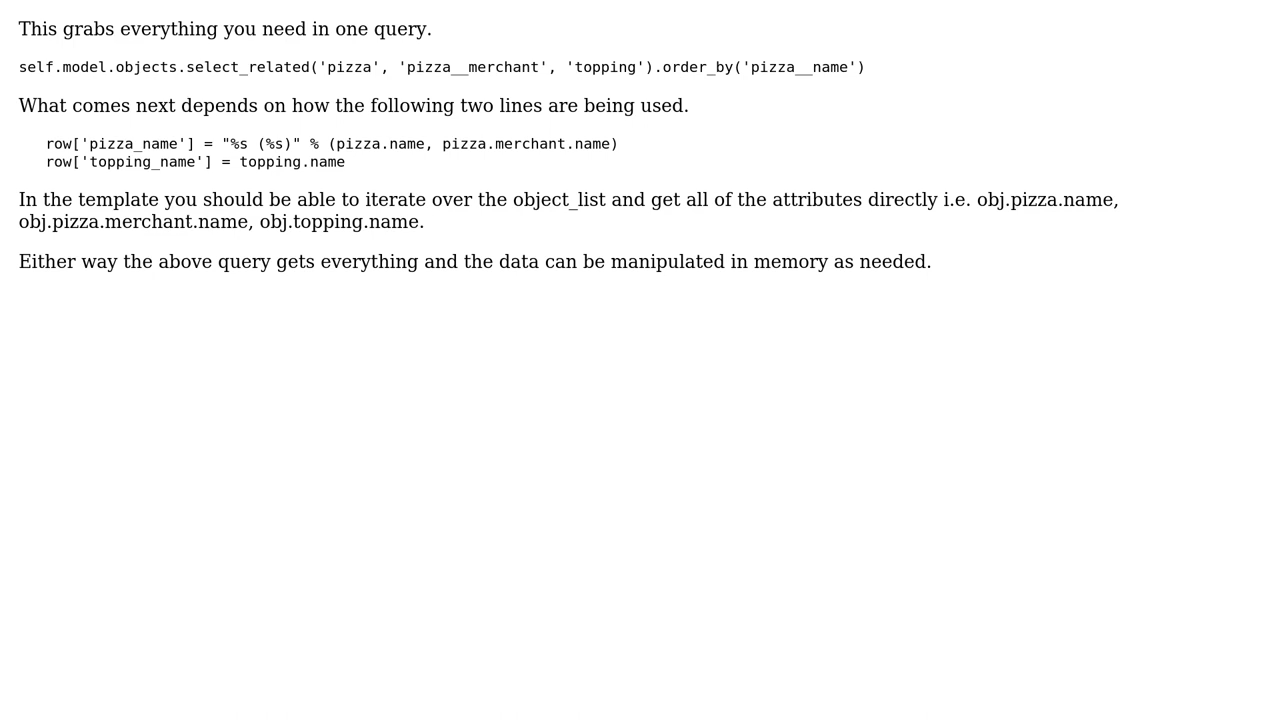 This grabs everything you need in one query.
self.model.objects.select_related('pizza', 'pizza__merchant', 'topping').order_by('pizza__name')
What comes next depends on how the following two lines are being used.
row['pizza_name'] = "%s (%s)" % (pizza.name, pizza.merchant.name)
row['topping_name'] = topping.name
In the template you should be able to iterate over the object_list and get all of the attributes directly i.e. obj.pizza.name,
obj.pizza.merchant.name, obj.topping.name.
Either way the above query gets everything and the data can be manipulated in memory as needed.